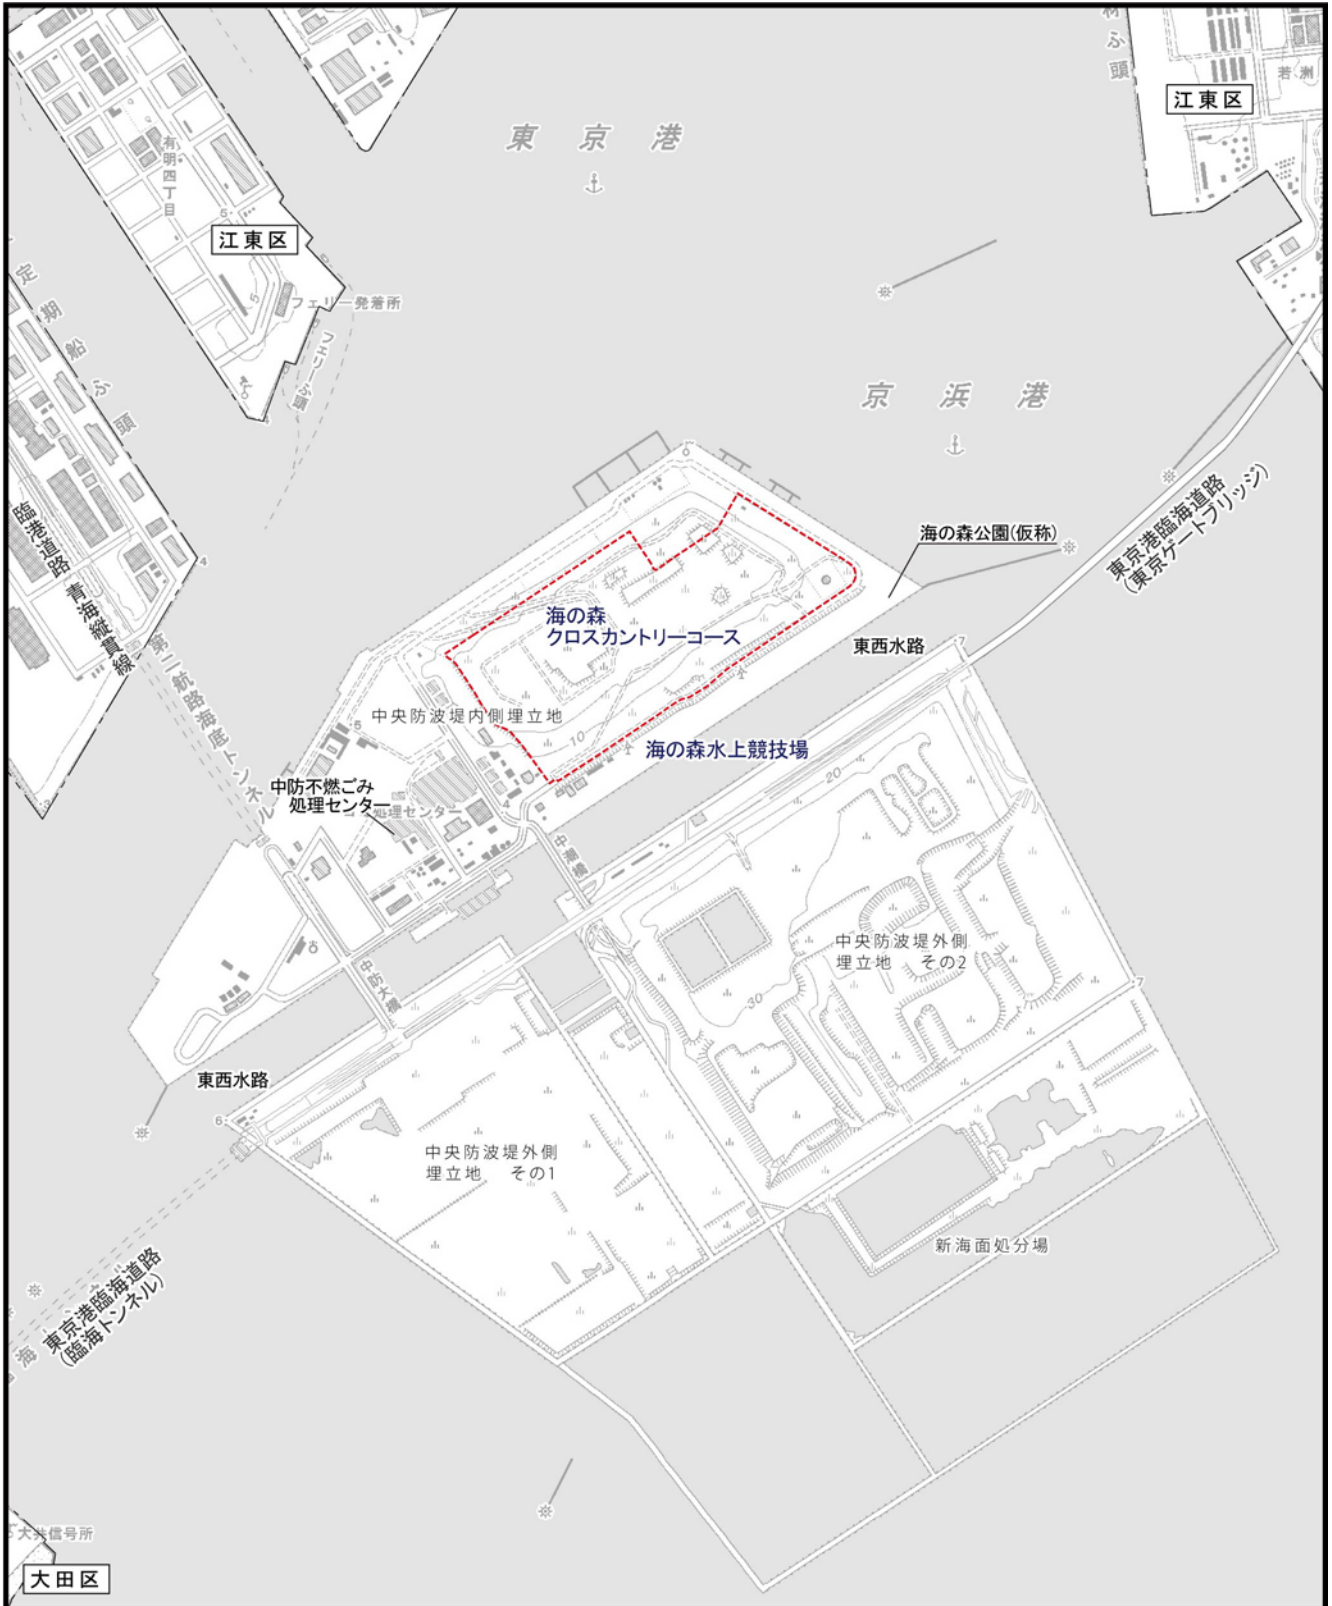 ふ頭
若洲
江東区
東京港
有明四丁目
江東区
定期船ふ頭
フェリー発着所
フェリーふ頭
京浜港
臨港道路 青海縦貫線
第二航路海底トンネル
海の森公園(仮称)
東京港臨海道路
(東京ゲートブリッジ)
海の森
クロスカントリーコース
東西水路
中央防波堤内側埋立地
10
海の森水上競技場
20
中防不燃ごみ
処理センター
処理センター
中潮橋
中央防波堤外側
埋立地 その2
30
中防大橋
東西水路
中央防波堤外側
埋立地 その1
新海面処分場
東京港臨海道路
(臨海トンネル)
海
大井信号所
大田区